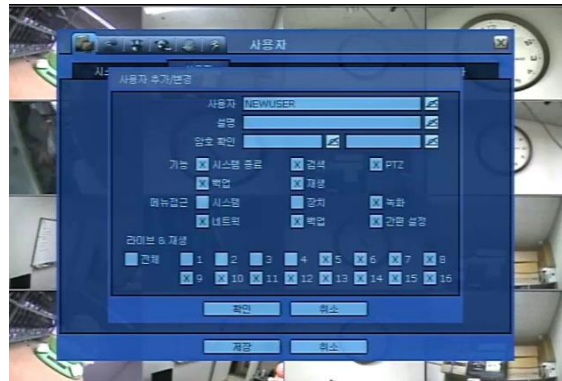 사용자
사용자 추가/변경
사용자 NEWUSER
설명
암호 확인
기능 X 시스템 종료 X 검색 X PTZ
X 백업 X 재생
메뉴접근 시스템 장치 X 녹화
X 네트웍 X 백업 X 간편 설정
라이브 & 재생
전체 1 2 3 4 X 5 X 6 X 7 X 8
X 9 X 10 X 11 X 12 X 13 X 14 X 15 X 16
확인 취소
저장 취소